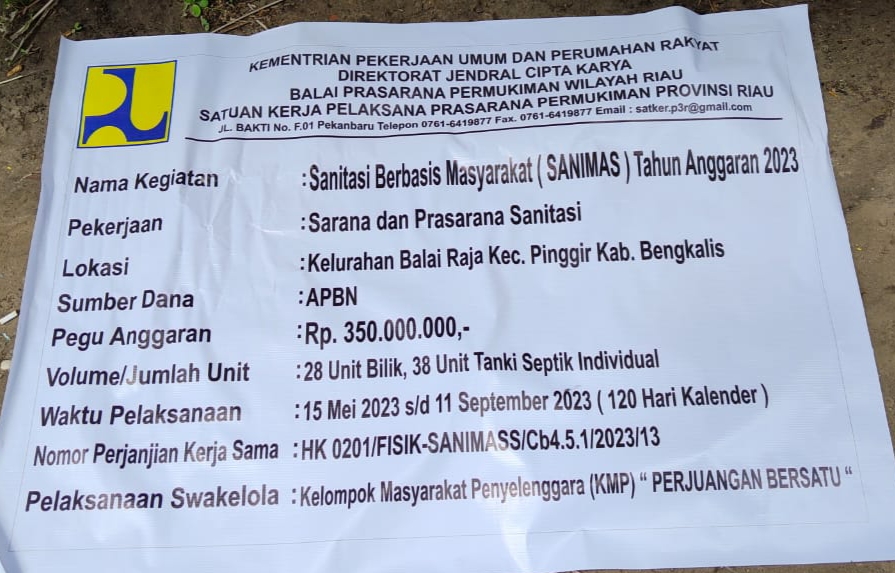 KEMENTRIAN PEKERJAAN UMUM DAN PERUMAHAN RAKYAT
DIREKTORAT JENDRAL CIPTA KARYA
BALAI PRASARANA PERMUKIMAN WILAYAH RIAU
SATUAN KERJA PELAKSANA PRASARANA PERMUKIMAN PROVINSI RIAU
JL. BAKTI No. F.01 Pekanbaru Telepon 0761-6419877 Fax. 0761-6419877 Email : satker.p3r@gmail.com
Nama Kegiatan : Sanitasi Berbasis Masyarakat ( SANIMAS ) Tahun Anggaran 2023
Pekerjaan : Sarana dan Prasarana Sanitasi
Lokasi : Kelurahan Balai Raja Kec. Pinggir Kab. Bengkalis
Sumber Dana : APBN
Pegu Anggaran : Rp. 350.000.000,-
Volume/Jumlah Unit : 28 Unit Bilik, 38 Unit Tanki Septik Individual
Waktu Pelaksanaan : 15 Mei 2023 s/d 11 September 2023 ( 120 Hari Kalender )
Nomor Perjanjian Kerja Sama : HK 0201/FISIK-SANIMASS/Cb4.5.1/2023/13
Pelaksanaan Swakelola : Kelompok Masyarakat Penyelenggara (KMP) “ PERJUANGAN BERSATU “